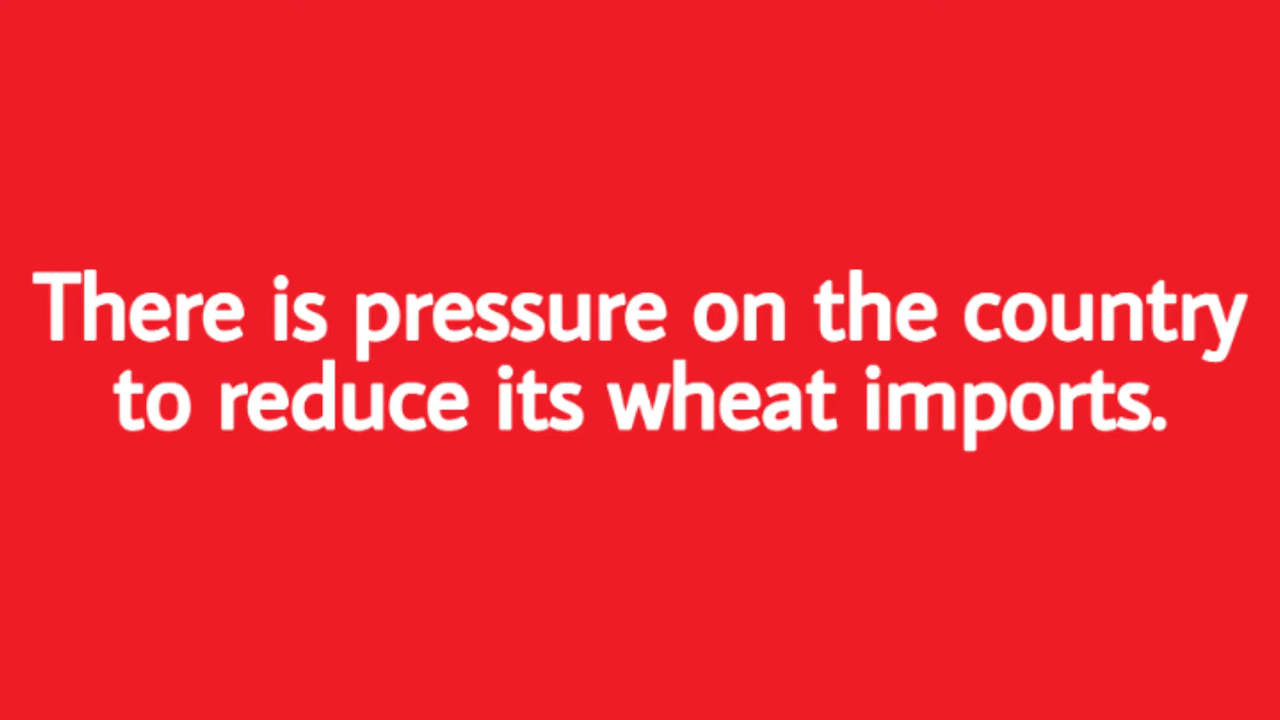 There is pressure on the country
to reduce its wheat imports.